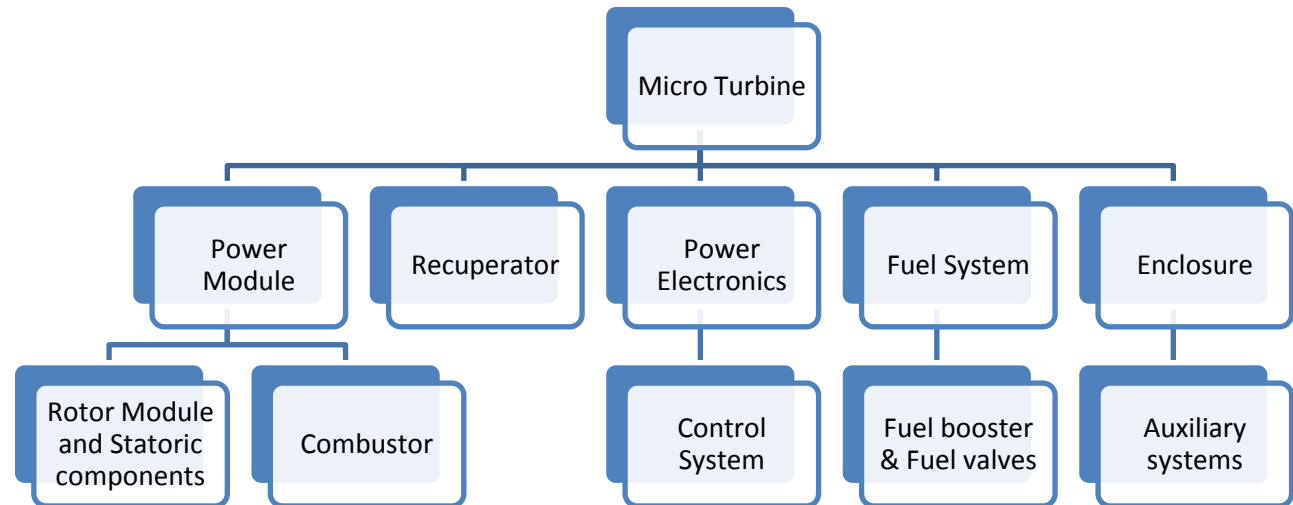 Micro Turbine
Power
Module
Recuperator
Power
Electronics
Fuel System
Enclosure
Rotor Module
and Statoric
components
Combustor
Control
System
Fuel booster
& Fuel valves
Auxiliary
systems